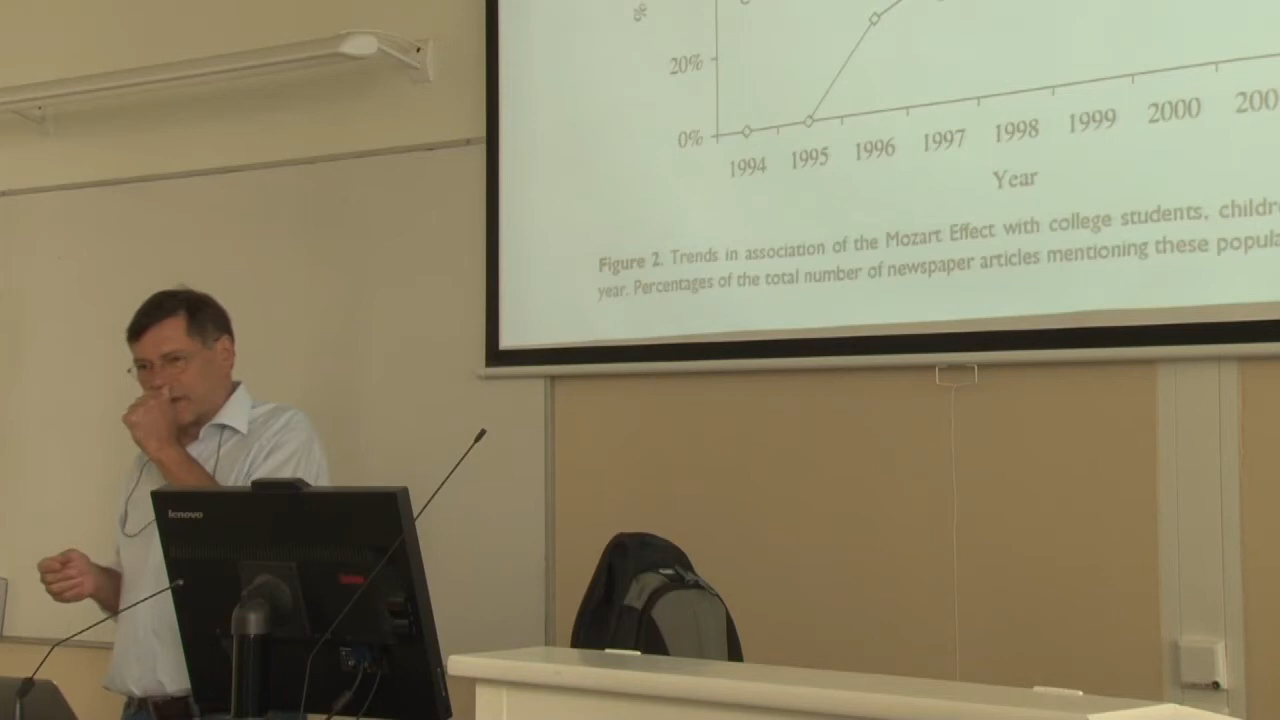 %
20%
0%
1994 1995 1996 1997 1998 1999 2000 200
Year
Figure 2. Trends in association of the Mozart Effect with college students, childr
year. Percentages of the total number of newspaper articles mentioning these popula
lenovo